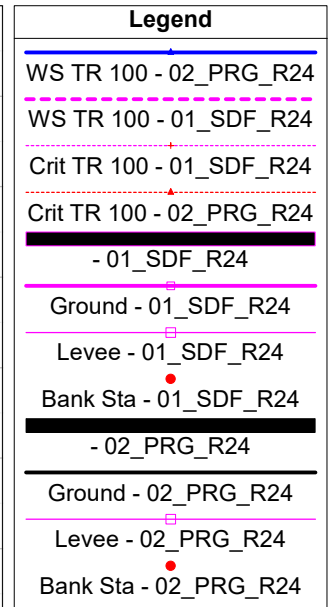 Legend
WS TR 100 - 02_PRG_R24
WS TR 100 - 01_SDF_R24
Crit TR 100 - 01_SDF_R24
Crit TR 100 - 02_PRG_R24
- 01_SDF_R24
Ground - 01_SDF_R24
Levee - 01_SDF_R24
Bank Sta - 01_SDF_R24
- 02_PRG_R24
Ground - 02_PRG_R24
Levee - 02_PRG_R24
Bank Sta - 02_PRG_R24